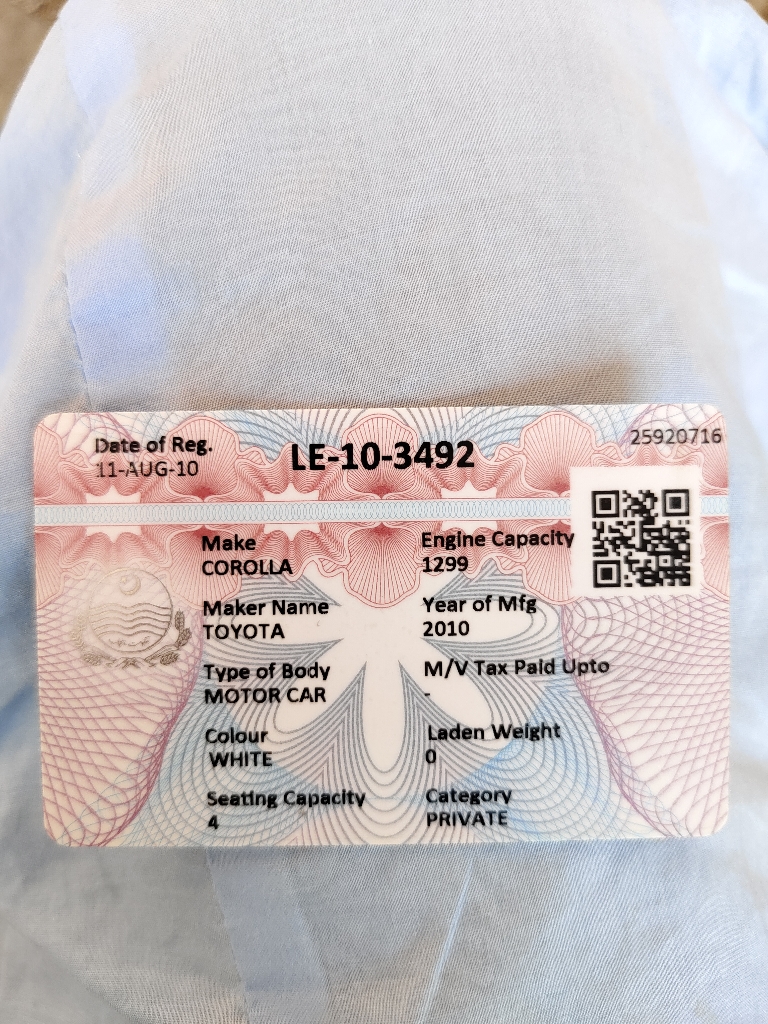 Date of Reg.
11-AUG-10
LE-10-3492
25920716
Make
COROLLA
Engine Capacity
1299
Maker Name
TOYOTA
Year of Mfg
2010
Type of Body
MOTOR CAR
M/V Tax Paid Upto
-
Colour
WHITE
Laden Weight
0
Seating Capacity
4
Category
PRIVATE